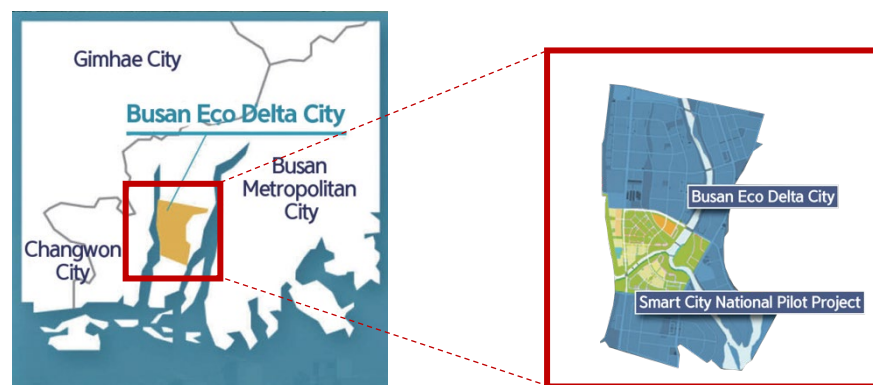 Gimhae City
Busan Eco Delta City
Busan
Metropolitan
City
Changwon
City
Busan Eco Delta City
Smart City National Pilot Project